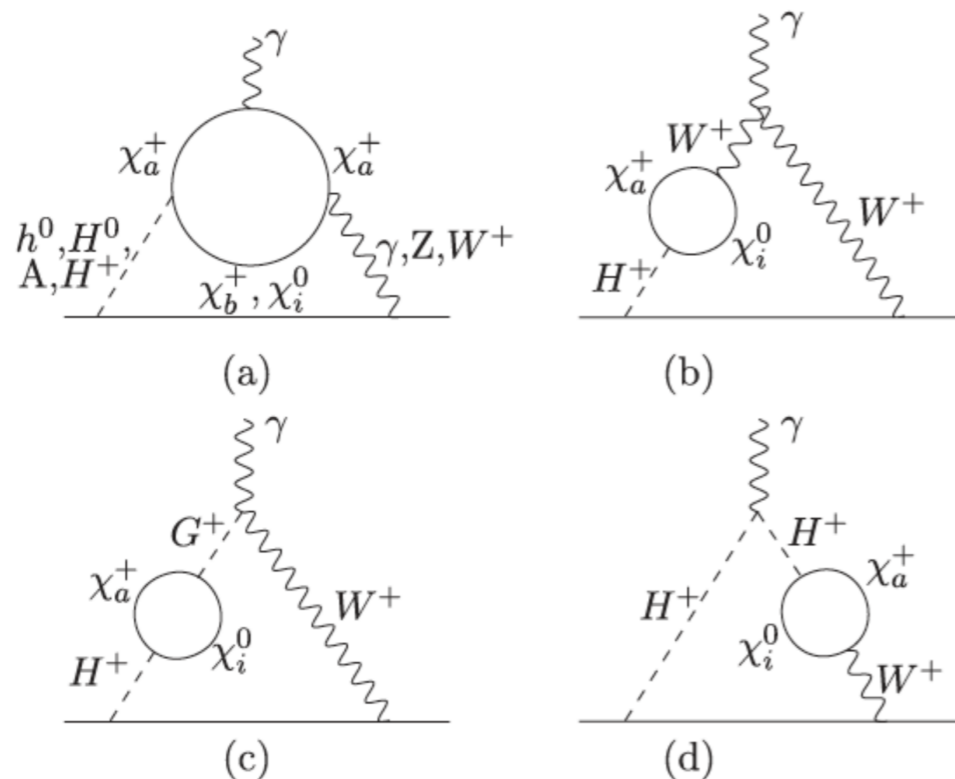 γ
χ_a^+
χ_a^+
h^0,H^0,
A,H^+
γ,Z,W^+
χ_b^+,χ_i^0
(a)
γ
W^+
χ_a^+
W^+
χ_i^0
H^+
(b)
γ
G^+
χ_a^+
W^+
χ_i^0
H^+
(c)
γ
H^+
χ_a^+
H^+
χ_i^0
W^+
(d)